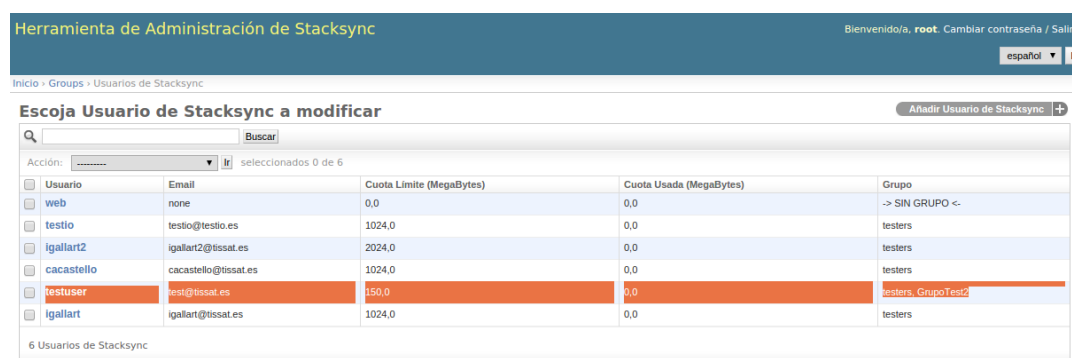 Herramienta de Administración de Stacksync
Bienvenido/a, root. Cambiar contraseña / Salir
español
Inicio › Groups › Usuarios de Stacksync
Escoja Usuario de Stacksync a modificar
Añadir Usuario de Stacksync +
Buscar
Acción: --------- Ir seleccionados 0 de 6
Usuario Email Cuota Límite (MegaBytes) Cuota Usada (MegaBytes) Grupo
web none 0,0 0,0 -> SIN GRUPO <-
testio testio@testio.es 1024,0 0,0 testers
igallart2 igallart2@tissat.es 2024,0 0,0 testers
cacastello cacastello@tissat.es 1024,0 0,0 testers
testuser test@tissat.es 150,0 0,0 testers, GrupoTest2
igallart igallart@tissat.es 1024,0 0,0 testers
6 Usuarios de Stacksync